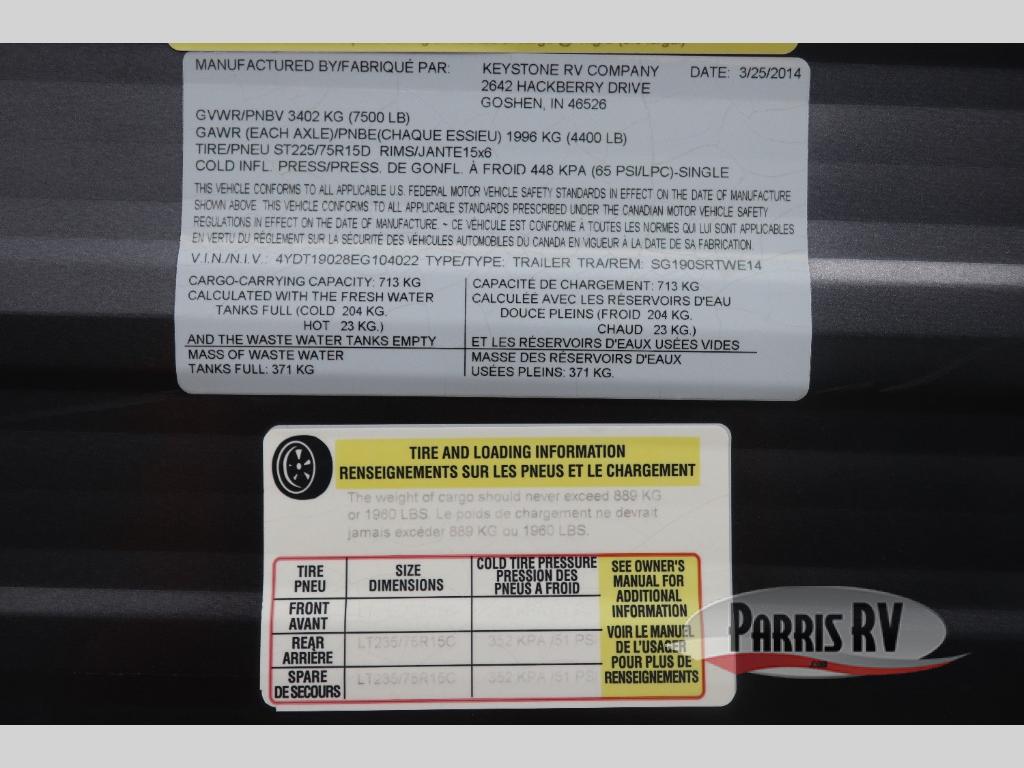 MANUFACTURED BY/FABRIQUÉ PAR: KEYSTONE RV COMPANY DATE: 3/25/2014
2642 HACKBERRY DRIVE
GOSHEN, IN 46526
GVWR/PNBV 3402 KG (7500 LB)
GAWR (EACH AXLE)/PNBE(CHAQUE ESSIEU) 1996 KG (4400 LB)
TIRE/PNEU ST225/75R15D RIMS/JANTE15x6
COLD INFL. PRESS/PRESS. DE GONFL. À FROID 448 KPA (65 PSI/LPC)-SINGLE
THIS VEHICLE CONFORMS TO ALL APPLICABLE U.S. FEDERAL MOTOR VEHICLE SAFETY STANDARDS IN EFFECT ON THE DATE OF MANUFACTURE
SHOWN ABOVE. THIS VEHICLE CONFORMS TO ALL APPLICABLE STANDARDS PRESCRIBED UNDER THE CANADIAN MOTOR VEHICLE SAFETY
REGULATIONS IN EFFECT ON THE DATE OF MANUFACTURE. ~ CE VÉHICULE EST CONFORME À TOUTES LES NORMES QUI LUI SONT APPLICABLES
EN VERTU DU RÈGLEMENT SUR LA SECURITÉ DES VÉHICULES AUTOMOBILES DU CANADA EN VIGUEUR À LA DATE DE SA FABRICATION.
V.I.N./N.I.V.: 4YDT19028EG104022 TYPE/TYPE: TRAILER TRA/REM: SG190SRTWE14
CARGO-CARRYING CAPACITY: 713 KG
CALCULATED WITH THE FRESH WATER
TANKS FULL (COLD 204 KG.
HOT 23 KG.)
AND THE WASTE WATER TANKS EMPTY
MASS OF WASTE WATER
TANKS FULL: 371 KG
CAPACITÉ DE CHARGEMENT: 713 KG
CALCULÉE AVEC LES RÉSERVOIRS D'EAU
DOUCE PLEINS (FROID 204 KG.
CHAUD 23 KG.)
ET LES RÉSERVOIRS D'EAUX USÉES VIDES
MASSE DES RÉSERVOIRS D'EAUX
USÉES PLEINS: 371 KG.
TIRE AND LOADING INFORMATION
RENSEIGNEMENTS SUR LES PNEUS ET LE CHARGEMENT
The weight of cargo should never exceed 889 KG
or 1960 LBS. Le poids de chargement ne devrait
jamais excéder 889 KG ou 1960 LBS.
TIRE
PNEU
SIZE
DIMENSIONS
COLD TIRE PRESSURE
PRESSION DES
PNEUS A FROID
FRONT
AVANT
REAR
ARRIÈRE
LT235/75R15C
352 KPA /51 PSI
SPARE
DE SECOURS
LT235/75R15C
352 KPA /51 PSI
SEE OWNER'S
MANUAL FOR
ADDITIONAL
INFORMATION
VOIR LE MANUEL
DE L'USAGER
POUR PLUS DE
RENSEIGNEMENTS
PARRIS RV
.com